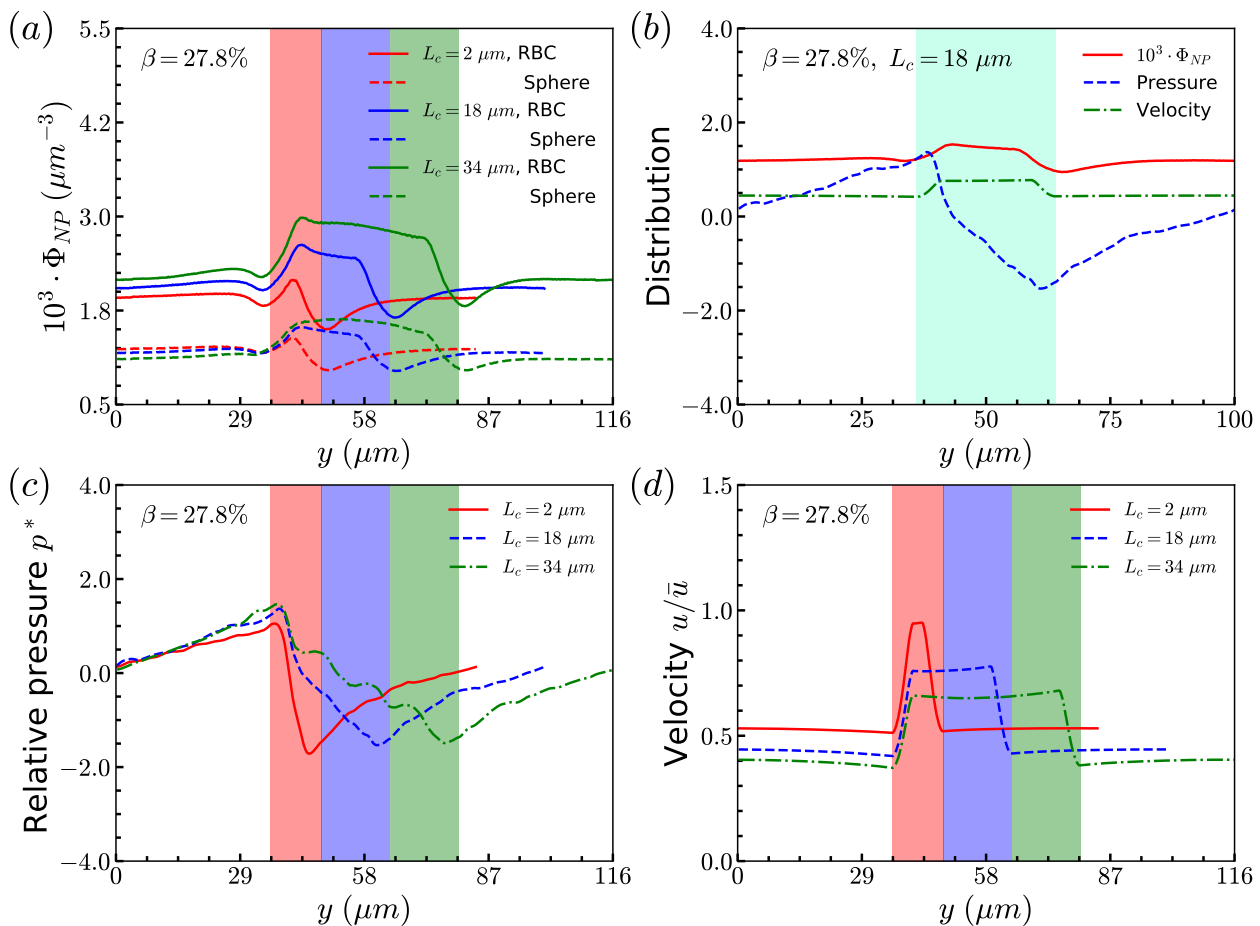 (a)
β = 27.8%
L_c = 2 μm, RBC
Sphere
L_c = 18 μm, RBC
Sphere
L_c = 34 μm, RBC
Sphere
10³ · Φ_NP (μm⁻³)
5.5
4.2
3.0
1.8
0.5
0 29 58 87 116
y (μm)
(b)
β = 27.8%, L_c = 18 μm
10³ · Φ_NP
Pressure
Velocity
Distribution
4.0
2.0
0.0
−2.0
−4.0
0 25 50 75 100
y (μm)
(c)
β = 27.8%
L_c = 2 μm
L_c = 18 μm
L_c = 34 μm
Relative pressure p*
4.0
2.0
0.0
−2.0
−4.0
0 29 58 87 116
y (μm)
(d)
β = 27.8%
L_c = 2 μm
L_c = 18 μm
L_c = 34 μm
Velocity u/ū
1.5
1.0
0.5
0.0
0 29 58 87 116
y (μm)